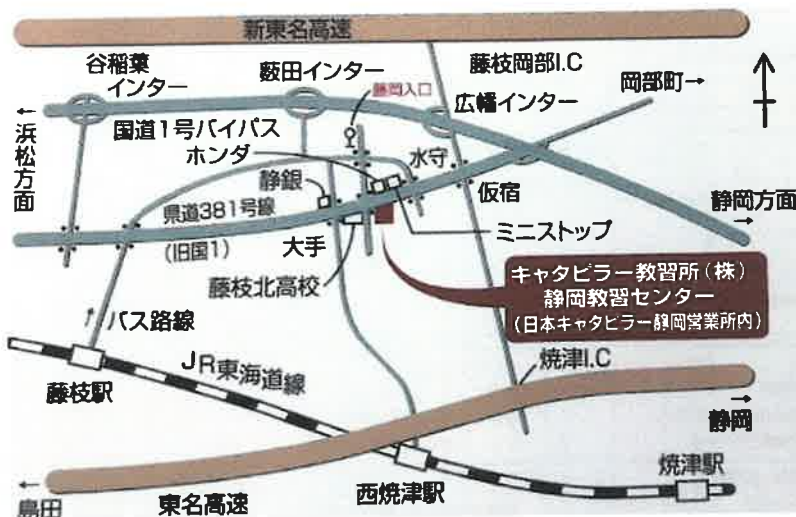 新東名高速
谷稲葉
インター
薮田インター
藤岡入口
藤枝岡部I.C
岡部町→
←
浜松方面
国道1号バイパス
広幡インター
ホンダ
水守
静銀
仮宿
静岡方面
→
県道381号線
(旧国1)
大手
ミニストップ
藤枝北高校
キャタピラー教習所(株)
静岡教習センター
(日本キャタピラー静岡営業所内)
→
バス路線
JR東海道線
藤枝駅
焼津I.C
→
静岡
←
島田
東名高速
西焼津駅
焼津駅